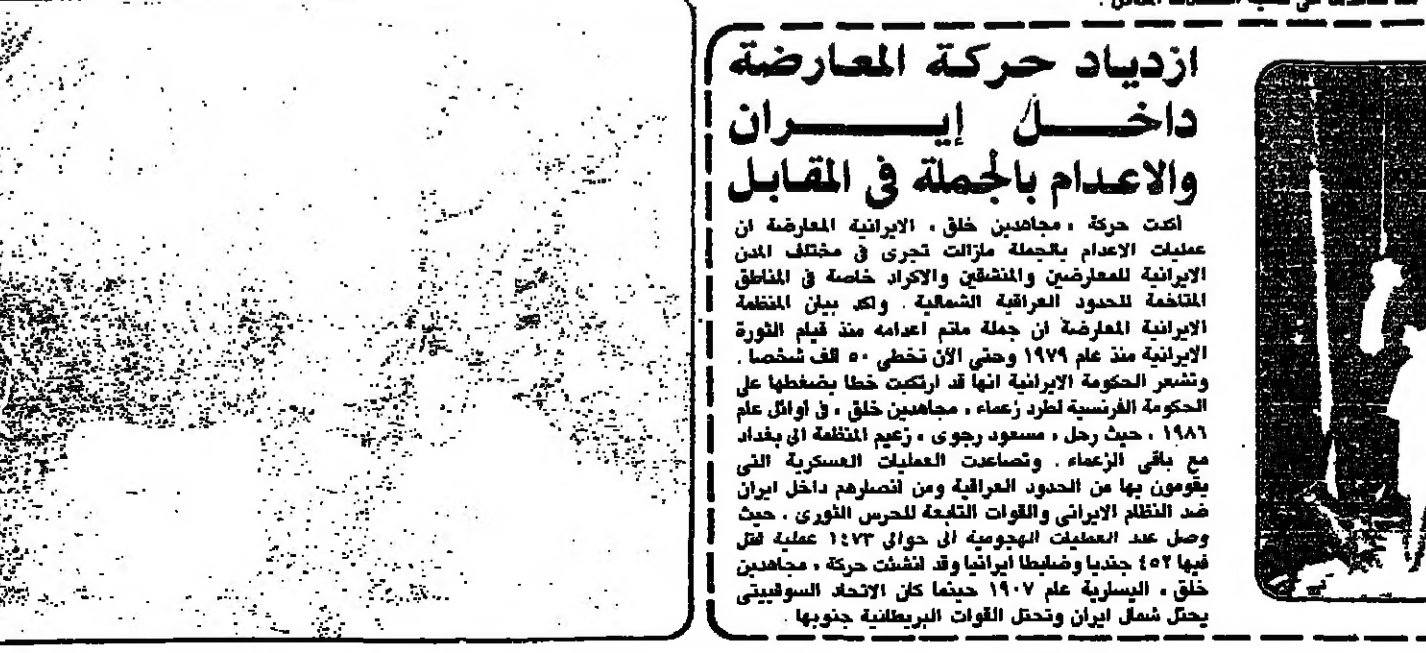 ازدياد حركة المعارضة
داخل إيران
والاعدام بالجملة في المقابل
أكدت حركة « مجاهدين خلق » الايرانية المعارضة ان
عمليات الاعدام بالجملة مازالت تجرى في مختلف المدن
الايرانية للمعارضين والمنشقين والاكراد خاصة في المناطق
المتاخمة للحدود العراقية الشمالية . واكد بيان المنظمة
الايرانية المعارضة ان جملة ماتم اعدامه منذ قيام الثورة
الايرانية منذ عام ١٩٧٩ وحتى الآن تخطى ٥٠ الف شخصا .
وتشعر الحكومة الايرانية انها قد ارتكبت خطا بضغطها على
الحكومة الفرنسية لطرد زعماء « مجاهدين خلق » في أوائل عام
١٩٨٦ ، حيث رحل « مسعود رجوى » زعيم المنظمة الى بغداد
مع باقى الزعماء . وتصاعدت العمليات العسكرية التى
يقومون بها من الحدود العراقية ومن انصارهم داخل ايران
ضد النظام الايرانى والقوات التابعة للحرس الثورى . حيث
وصل عدد العمليات الهجومية الى حوالى ١٤٧٣ عملية قتل
فيها ٤٥٢ جنديا وضابطا ايرانيا وقد انشئت حركة « مجاهدين
خلق » اليسارية عام ١٩٠٧ حينما كان الاتحاد السوفييتى
يحتل شمال ايران وتحتل القوات البريطانية جنوبها .